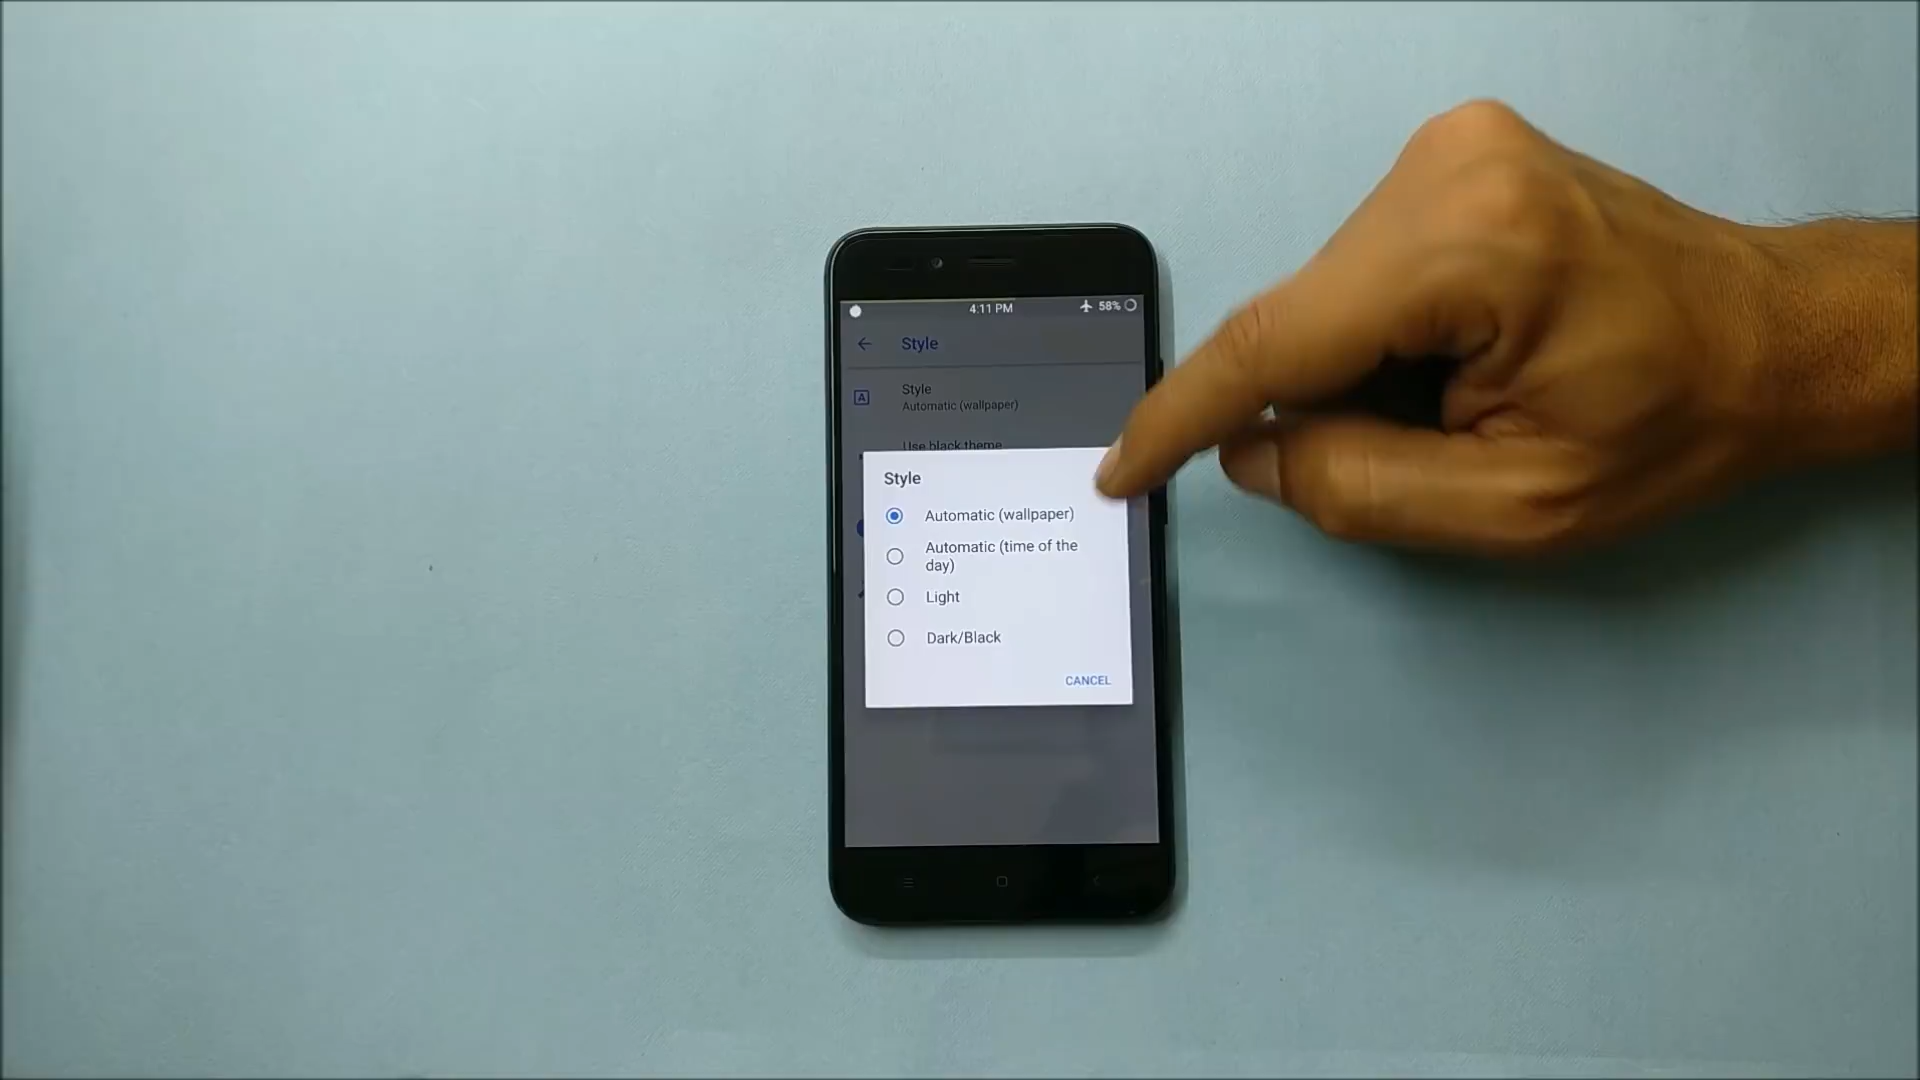 4:11 PM
58%
Style
A
Style
Automatic (wallpaper)
Use black theme
Style
Automatic (wallpaper)
Automatic (time of the
day)
Light
Dark/Black
CANCEL